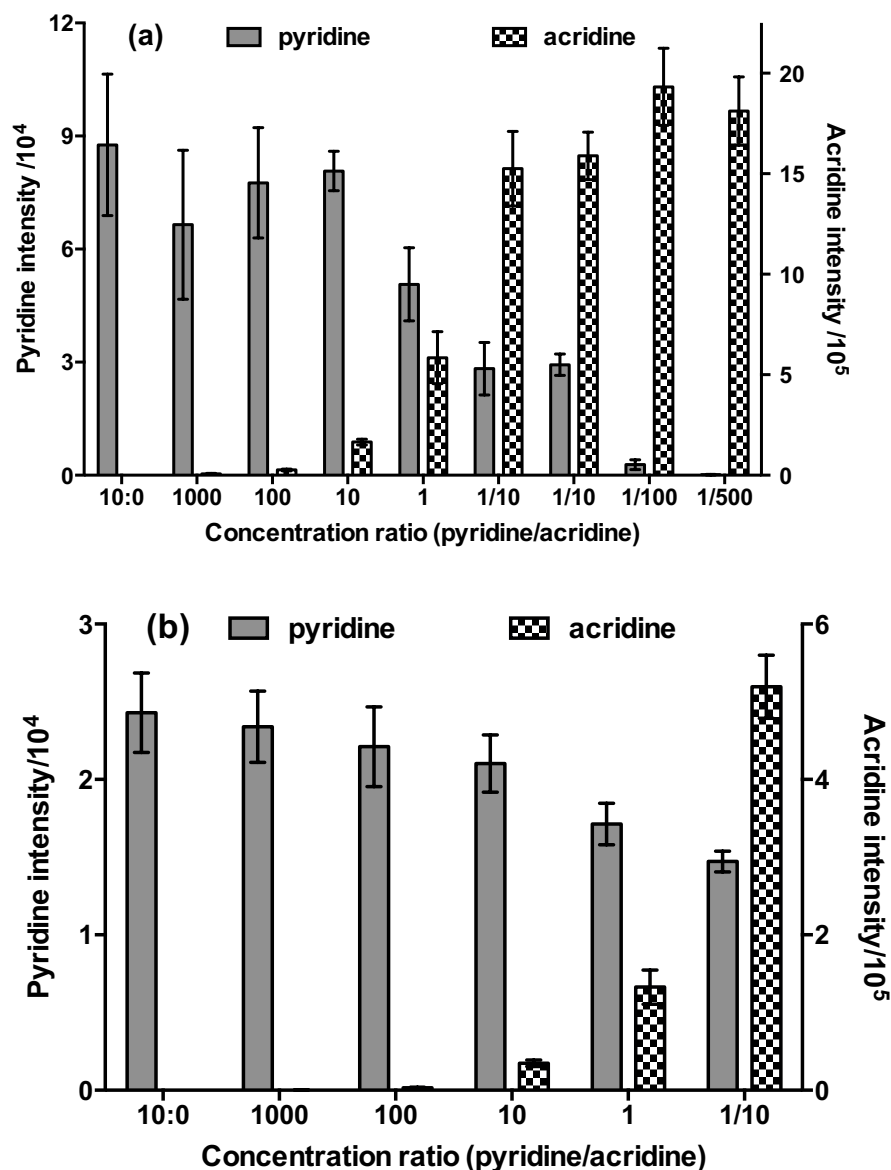 (a) pyridine acridine
Pyridine intensity /10⁴
12
9
6
3
0
Acridine intensity /10⁵
20
15
10
5
0
10:0 1000 100 10 1 1/10 1/10 1/100 1/500
Concentration ratio (pyridine/acridine)
(b) pyridine acridine
Pyridine intensity/10⁴
3
2
1
0
Acridine intensity/10⁵
6
4
2
0
10:0 1000 100 10 1 1/10
Concentration ratio (pyridine/acridine)